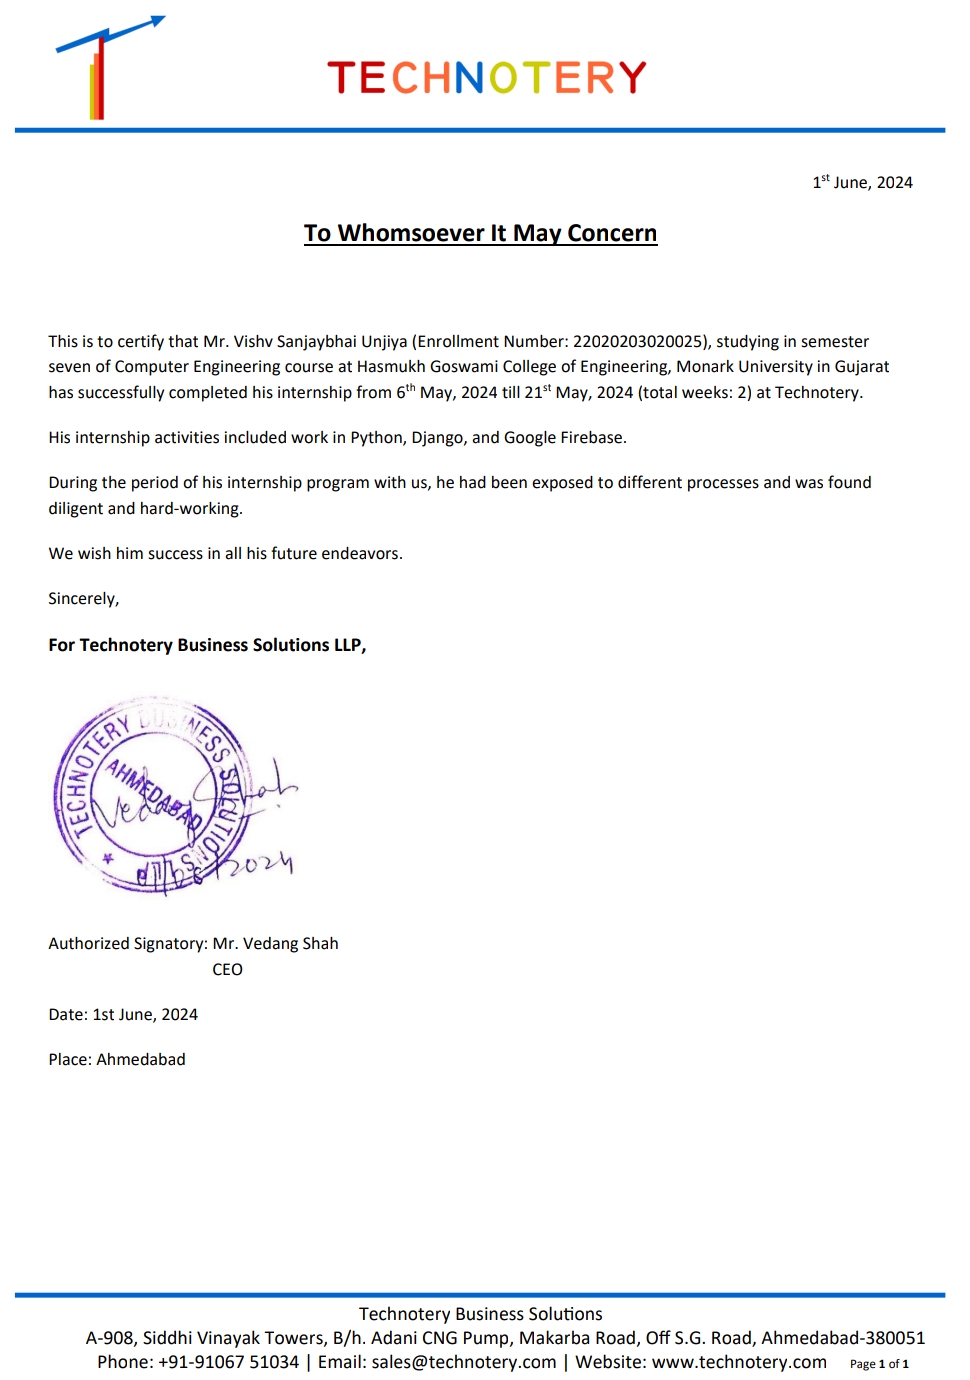 TECHNOTERY
1st June, 2024
To Whomsoever It May Concern
This is to certify that Mr. Vishv Sanjaybhai Unjiya (Enrollment Number: 22020203020025), studying in semester
seven of Computer Engineering course at Hasmukh Goswami College of Engineering, Monark University in Gujarat
has successfully completed his internship from 6th May, 2024 till 21st May, 2024 (total weeks: 2) at Technotery.
His internship activities included work in Python, Django, and Google Firebase.
During the period of his internship program with us, he had been exposed to different processes and was found
diligent and hard-working.
We wish him success in all his future endeavors.
Sincerely,
For Technotery Business Solutions LLP,
TECHNOTERY BUSINESS SOLUTIONS LLP
AHMEDABAD
Vedang Shah
2024
Authorized Signatory: Mr. Vedang Shah
CEO
Date: 1st June, 2024
Place: Ahmedabad
Technotery Business Solutions
A-908, Siddhi Vinayak Towers, B/h. Adani CNG Pump, Makarba Road, Off S.G. Road, Ahmedabad-380051
Phone: +91-91067 51034 | Email: sales@technotery.com | Website: www.technotery.com Page 1 of 1